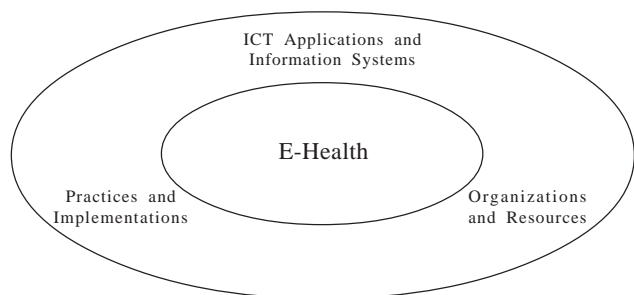 ICT Applications and
Information Systems
E-Health
Practices and
Implementations
Organizations
and Resources